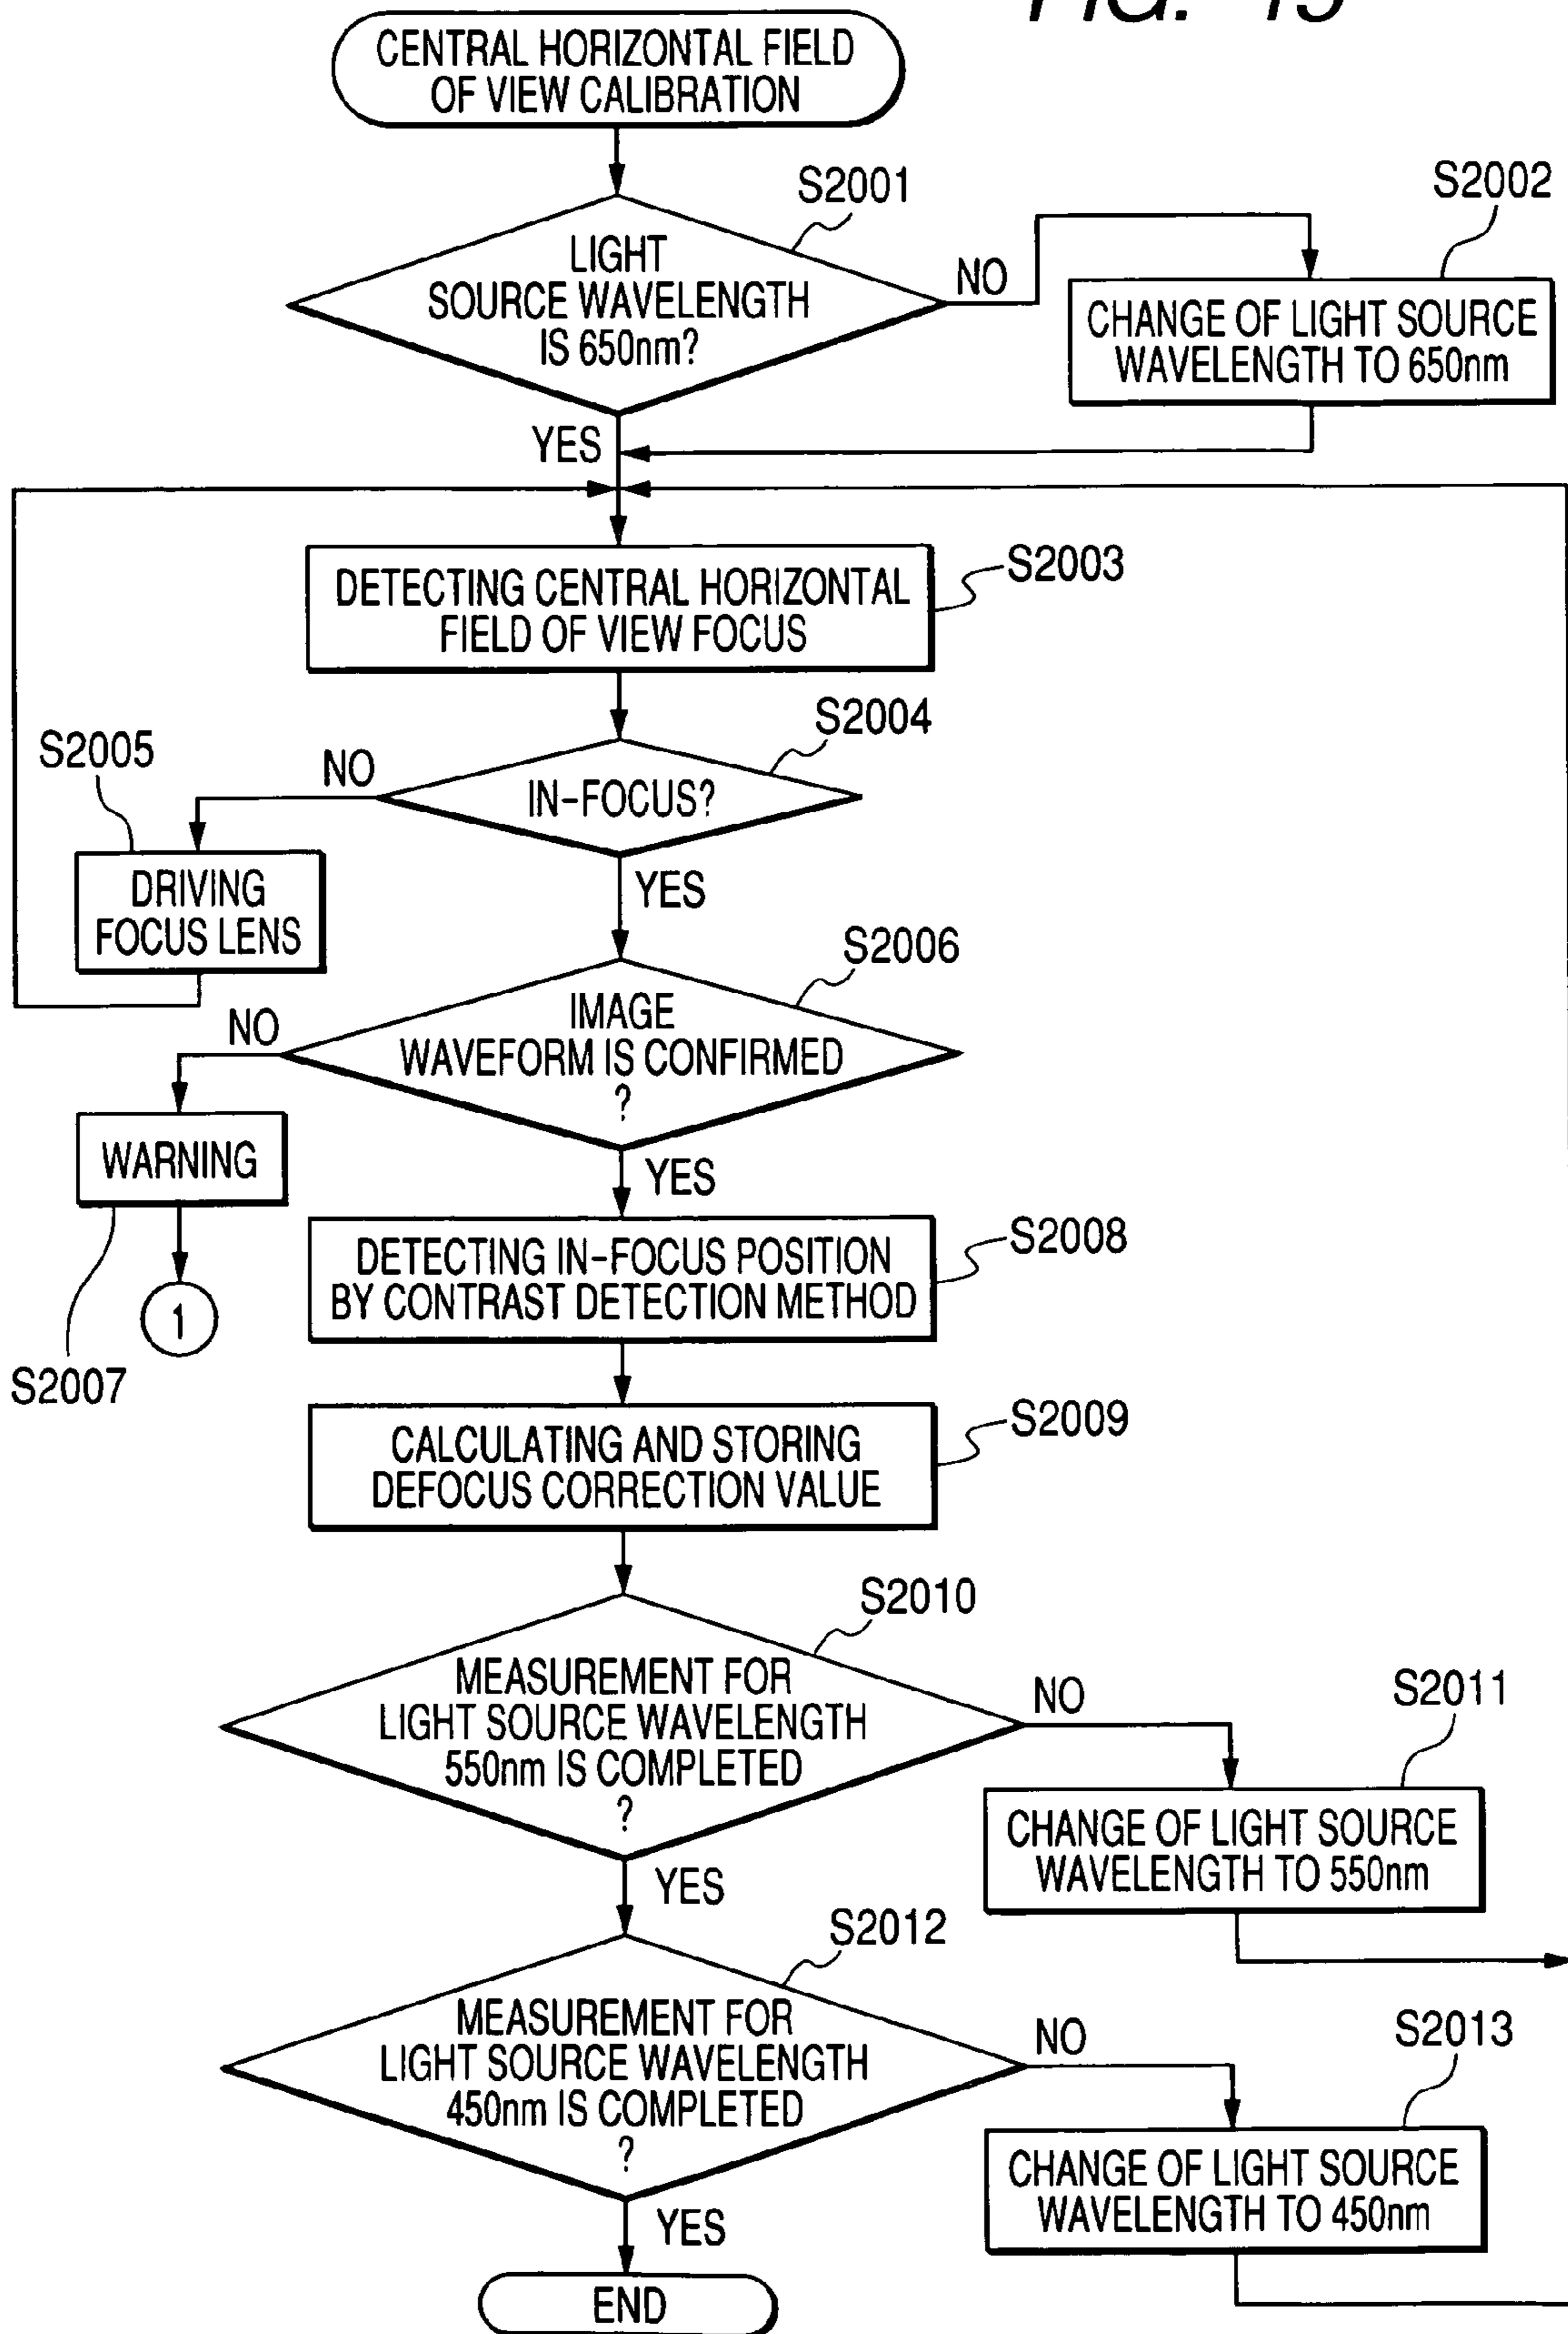 CENTRAL HORIZONTAL FIELD
OF VIEW CALIBRATION
S2001
S2002
LIGHT
SOURCE WAVELENGTH
IS 650nm?
NO
CHANGE OF LIGHT SOURCE
WAVELENGTH TO 650nm
YES
DETECTING CENTRAL HORIZONTAL
FIELD OF VIEW FOCUS
S2003
S2004
S2005
NO
IN-FOCUS?
DRIVING
FOCUS LENS
YES
S2006
NO
IMAGE
WAVEFORM IS CONFIRMED
?
WARNING
YES
1
S2007
DETECTING IN-FOCUS POSITION
BY CONTRAST DETECTION METHOD
S2008
CALCULATING AND STORING
DEFOCUS CORRECTION VALUE
S2009
S2010
MEASUREMENT FOR
LIGHT SOURCE WAVELENGTH
550nm IS COMPLETED
?
NO
S2011
CHANGE OF LIGHT SOURCE
WAVELENGTH TO 550nm
YES
S2012
MEASUREMENT FOR
LIGHT SOURCE WAVELENGTH
450nm IS COMPLETED
?
NO
S2013
CHANGE OF LIGHT SOURCE
WAVELENGTH TO 450nm
YES
END